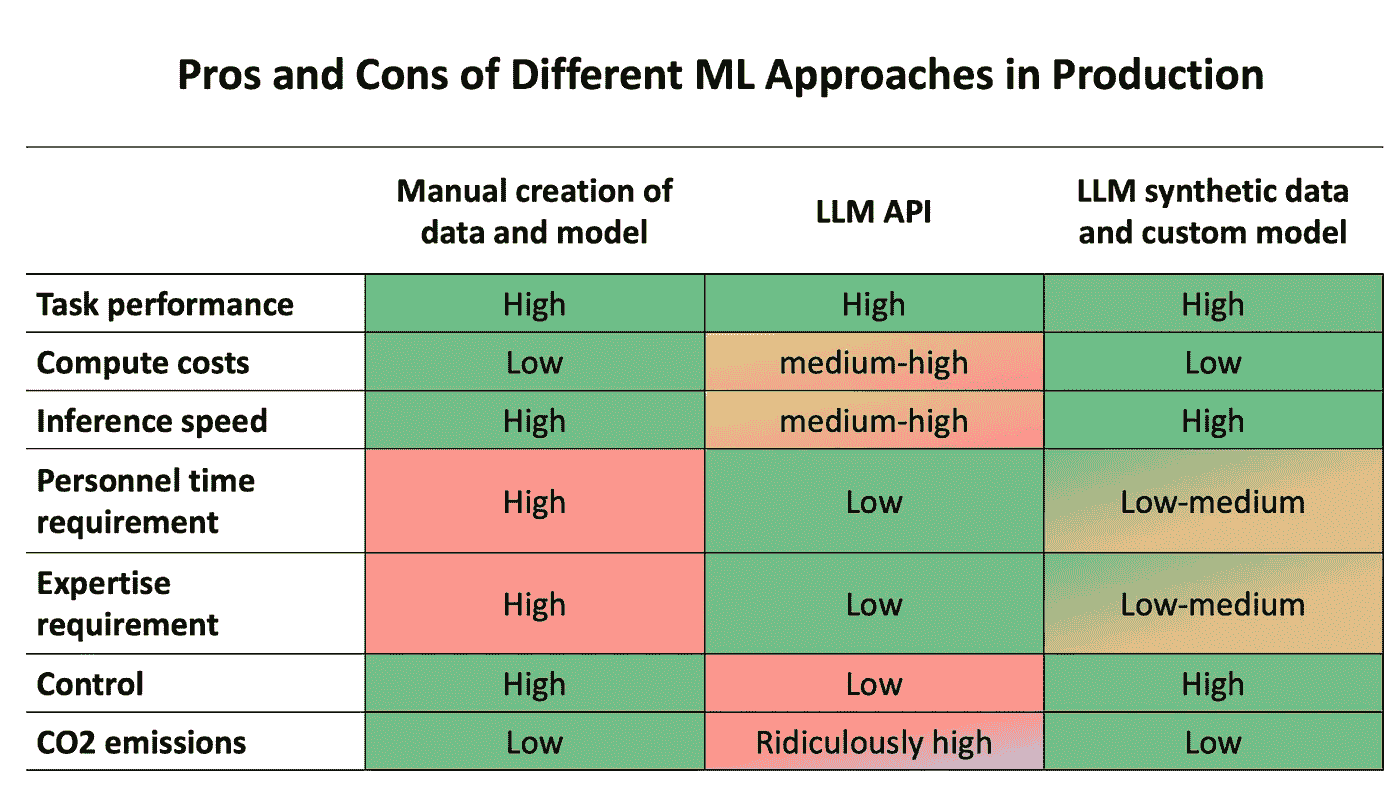 Pros and Cons of Different ML Approaches in Production
Manual creation of
data and model
LLM API
LLM synthetic data
and custom model
Task performance
High
High
High
Compute costs
Low
medium-high
Low
Inference speed
High
medium-high
High
Personnel time
requirement
High
Low
Low-medium
Expertise
requirement
High
Low
Low-medium
Control
High
Low
High
CO2 emissions
Low
Ridiculously high
Low